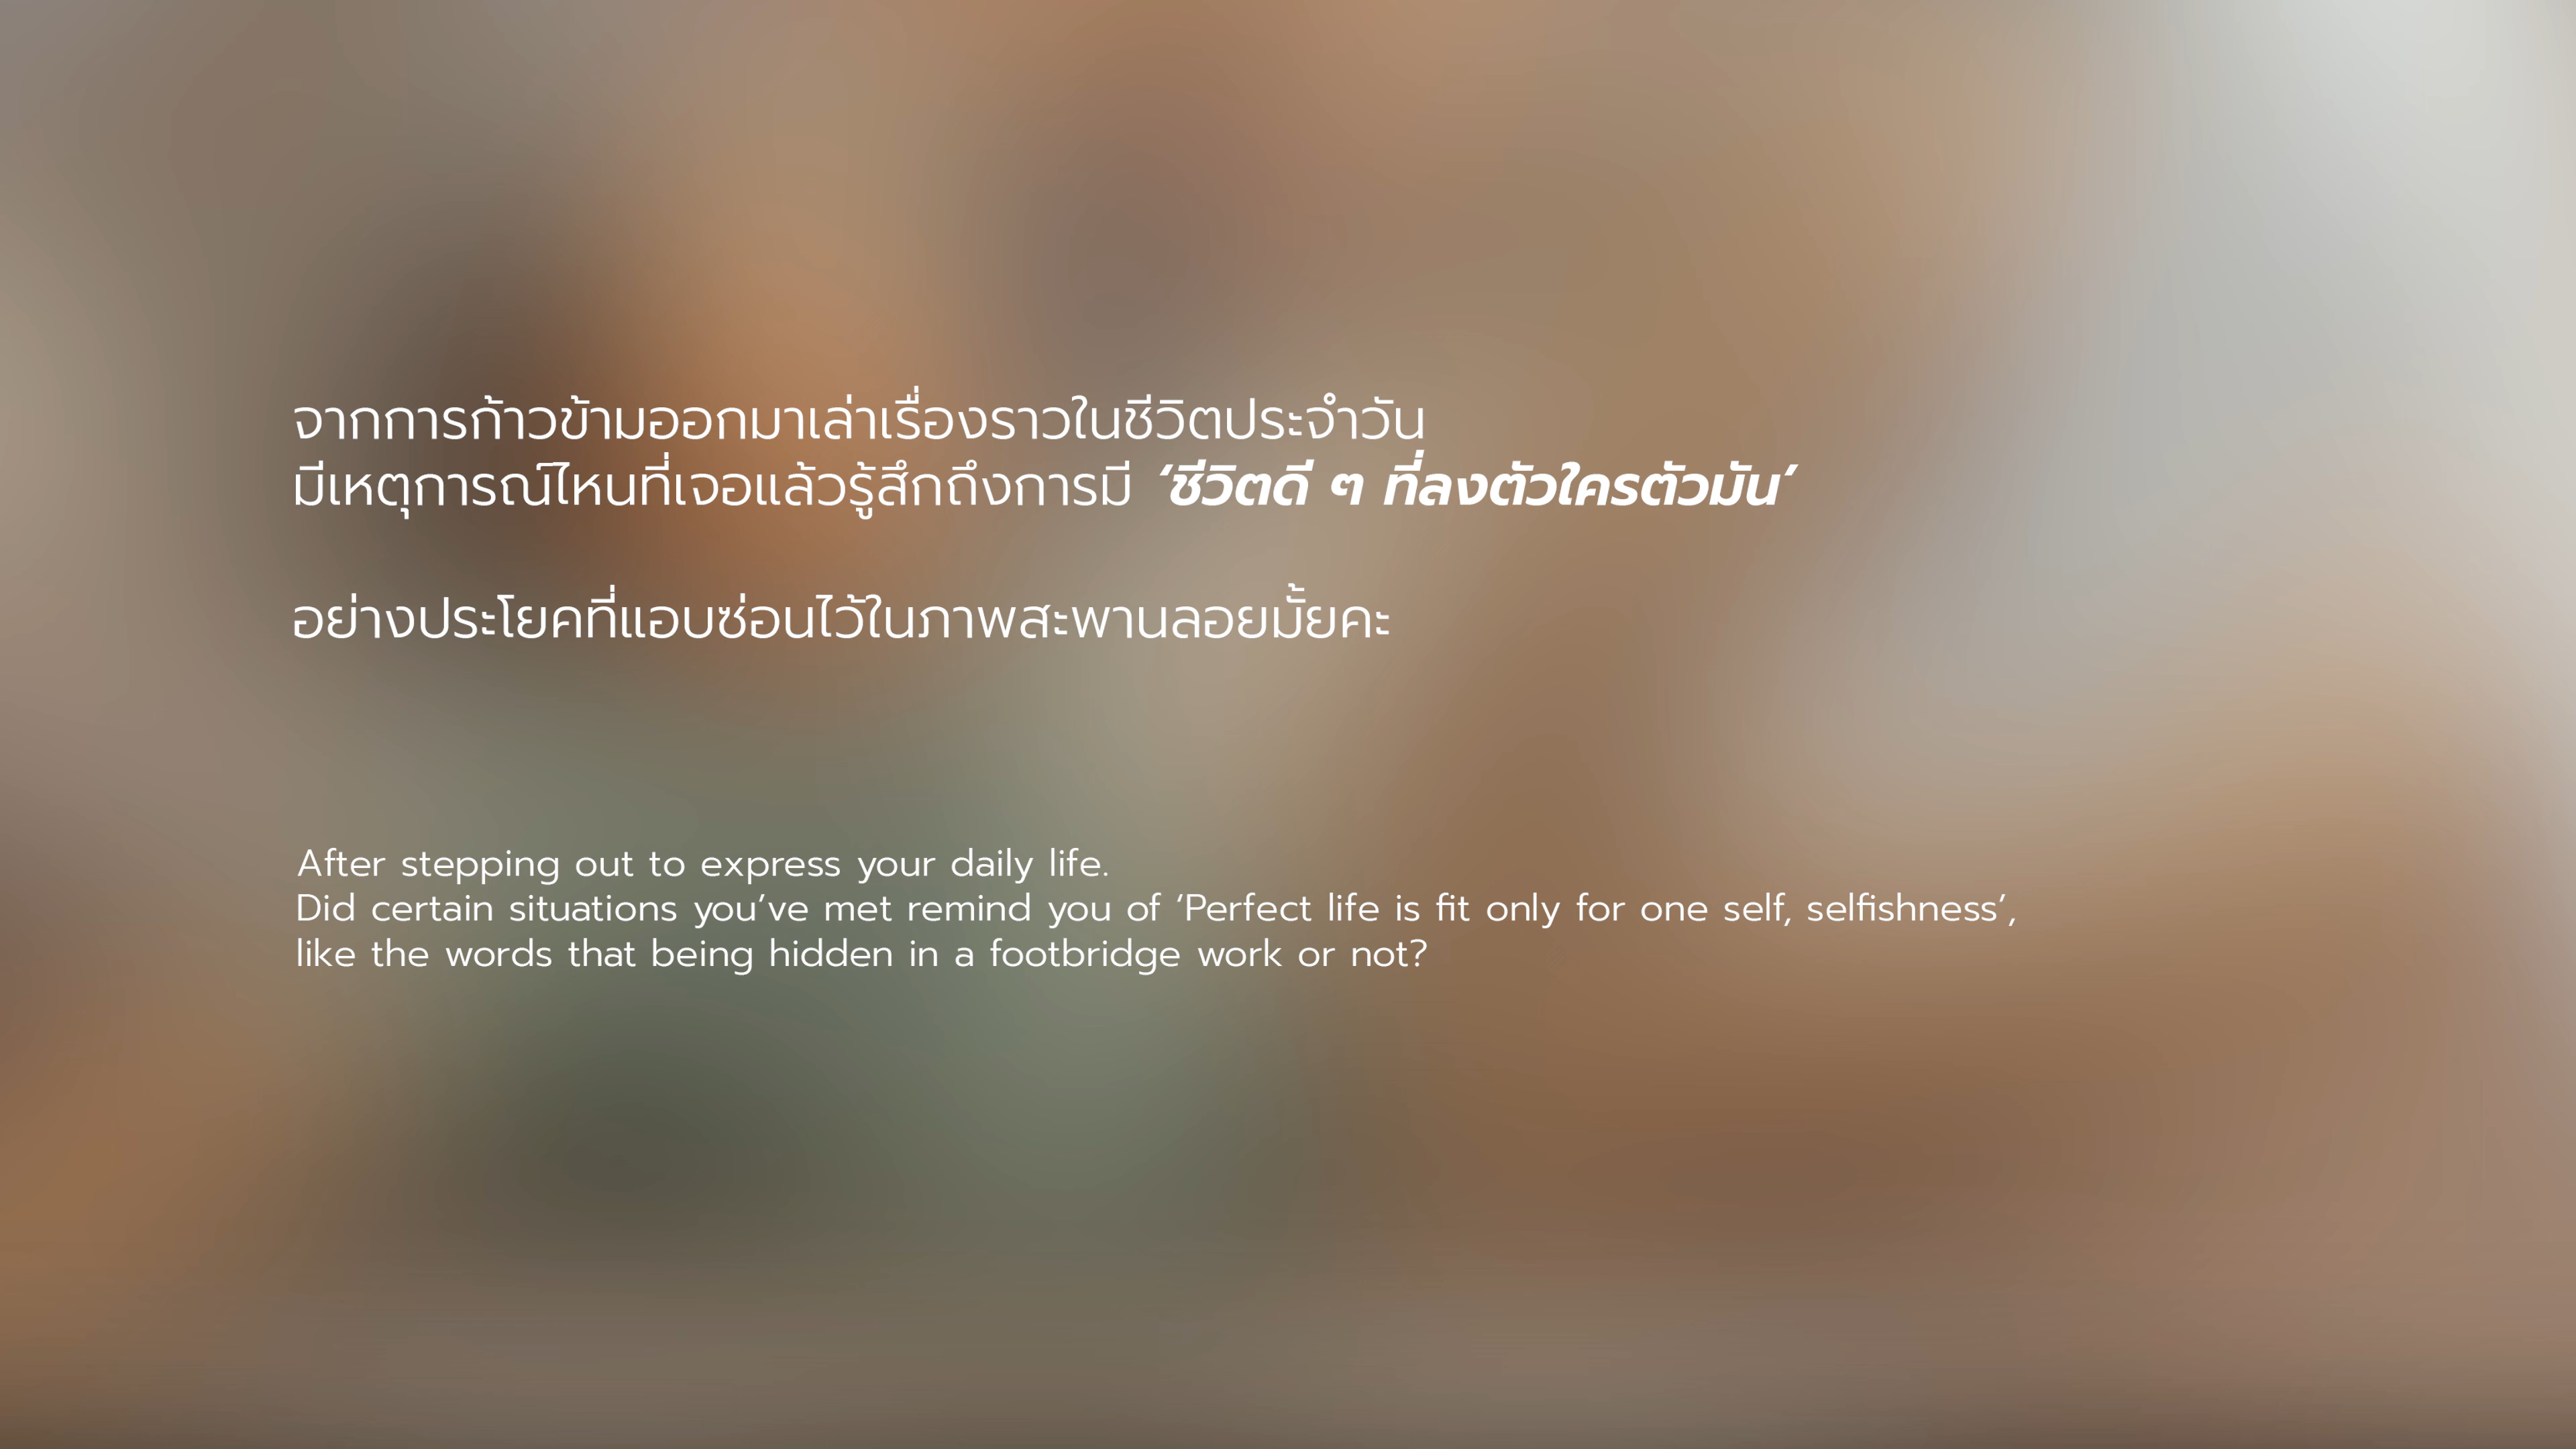 จากการก้าวข้ามออกมาเล่าเรื่องราวในชีวิตประจำวัน
มีเหตุการณ์ไหนที่เจอแล้วรู้สึกถึงการมี ‘ชีวิตดี ๆ ที่ลงตัวใครตัวมัน’
อย่างประโยคที่แอบซ่อนไว้ในภาพสะพานลอยมั้ยคะ
After stepping out to express your daily life.
Did certain situations you’ve met remind you of ‘Perfect life is fit only for one self, selfishness’,
like the words that being hidden in a footbridge work or not?